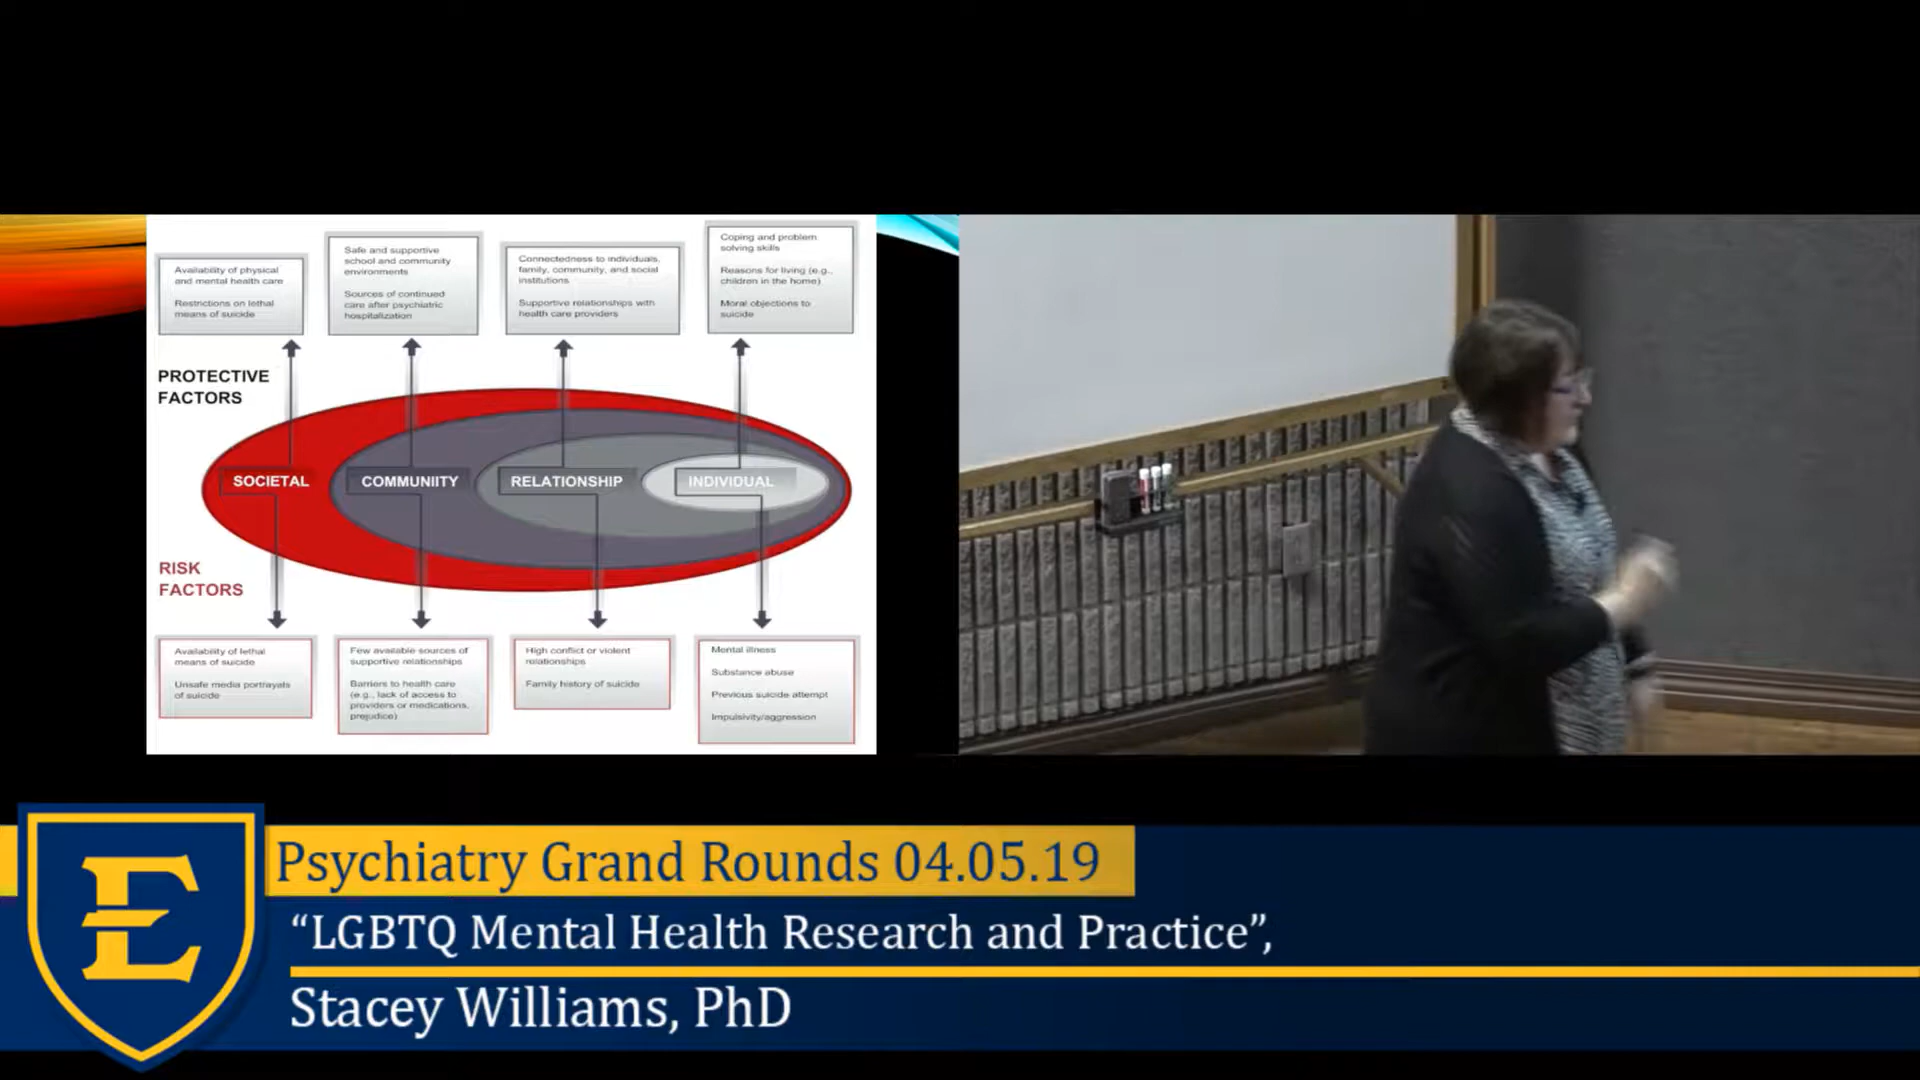 Availability of physical
and mental health care
Restrictions on lethal
means of suicide
Safe and supportive
school and community
environments
Sources of continued
care after psychiatric
hospitalization
Connectedness to individuals,
family, community, and social
institutions
Supportive relationships with
health care providers
Coping and problem
solving skills
Reasons for living (e.g.,
children in the home)
Moral objections to
suicide
PROTECTIVE
FACTORS
SOCIETAL
COMMUNIITY
RELATIONSHIP
INDIVIDUAL
RISK
FACTORS
Availability of lethal
means of suicide
Unsafe media portrayals
of suicide
Few available sources of
supportive relationships
Barriers to health care
(e.g., lack of access to
providers or medications,
prejudice)
High conflict or violent
relationships
Family history of suicide
Mental illness
Substance abuse
Previous suicide attempt
Impulsivity/aggression
E
Psychiatry Grand Rounds 04.05.19
“LGBTQ Mental Health Research and Practice”,
Stacey Williams, PhD